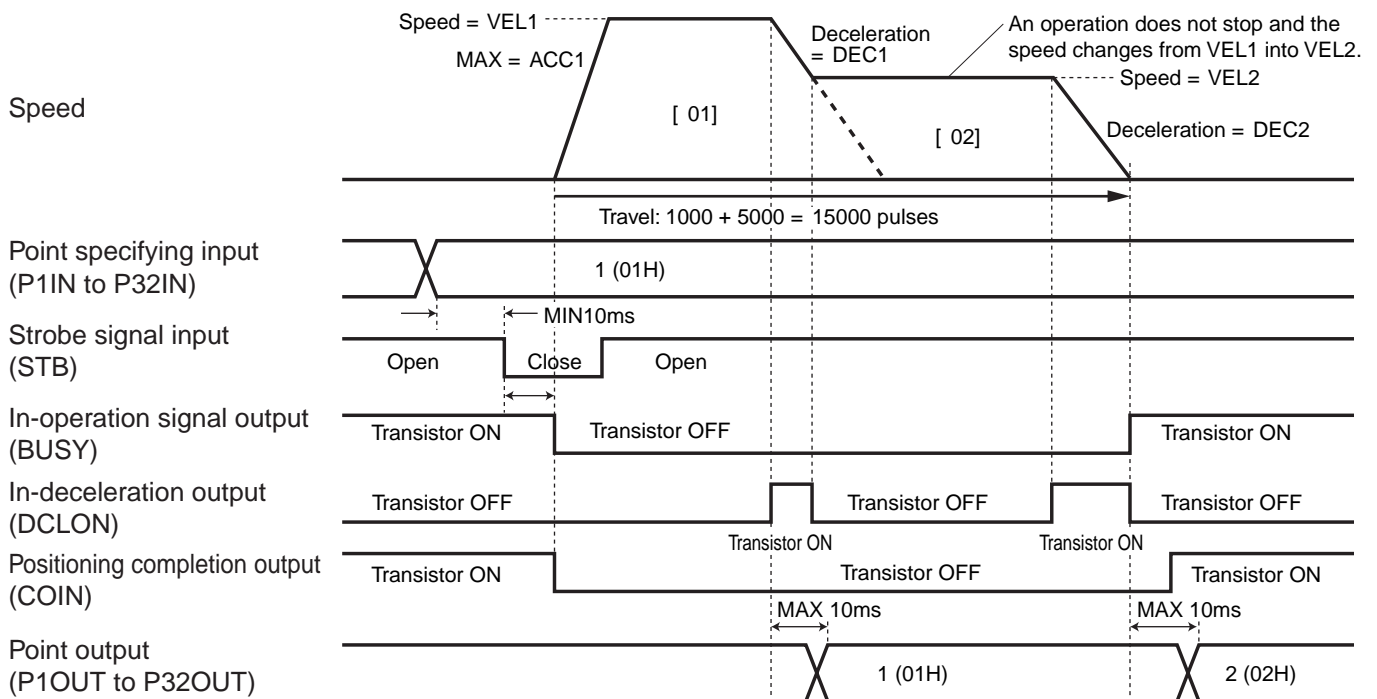 Speed = VEL1
MAX = ACC1
Deceleration
= DEC1
An operation does not stop and the
speed changes from VEL1 into VEL2.
Speed = VEL2
Speed
[ 01]
[ 02]
Deceleration = DEC2
Travel: 1000 + 5000 = 15000 pulses
Point specifying input
(P1IN to P32IN)
1 (01H)
MIN10ms
Strobe signal input
(STB)
Open
Close
Open
In-operation signal output
(BUSY)
Transistor ON
Transistor OFF
Transistor ON
In-deceleration output
(DCLON)
Transistor OFF
Transistor OFF
Transistor OFF
Transistor ON
Transistor ON
Positioning completion output
(COIN)
Transistor ON
Transistor OFF
Transistor ON
MAX 10ms
MAX 10ms
Point output
(P1OUT to P32OUT)
1 (01H)
2 (02H)